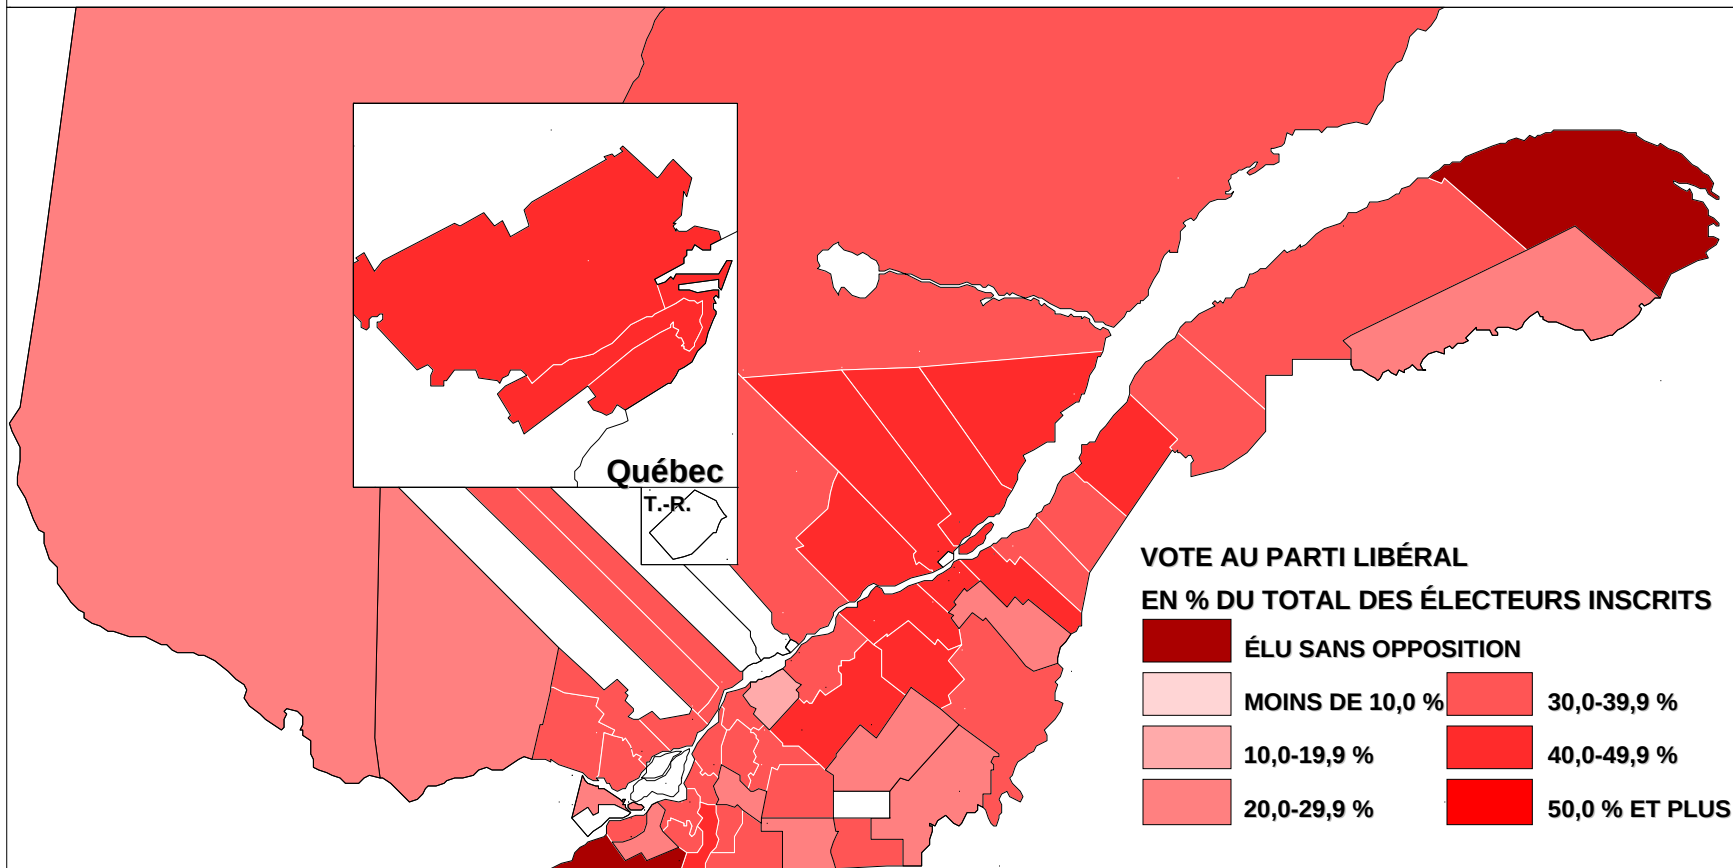 Québec
T.-R.
VOTE AU PARTI LIBÉRAL
EN % DU TOTAL DES ÉLECTEURS INSCRITS
ÉLU SANS OPPOSITION
MOINS DE 10,0 %
30,0-39,9 %
10,0-19,9 %
40,0-49,9 %
20,0-29,9 %
50,0 % ET PLUS